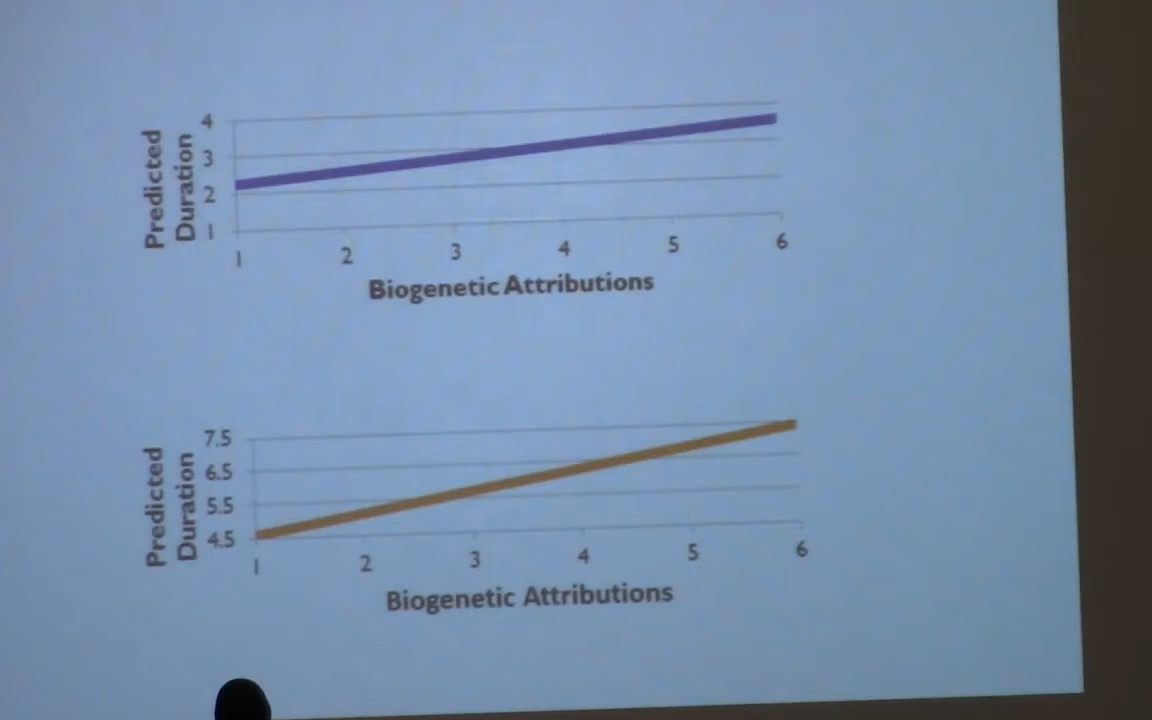 Predicted
Duration
4
3
2
1
1 2 3 4 5 6
Biogenetic Attributions
Predicted
Duration
7.5
6.5
5.5
4.5
1 2 3 4 5 6
Biogenetic Attributions